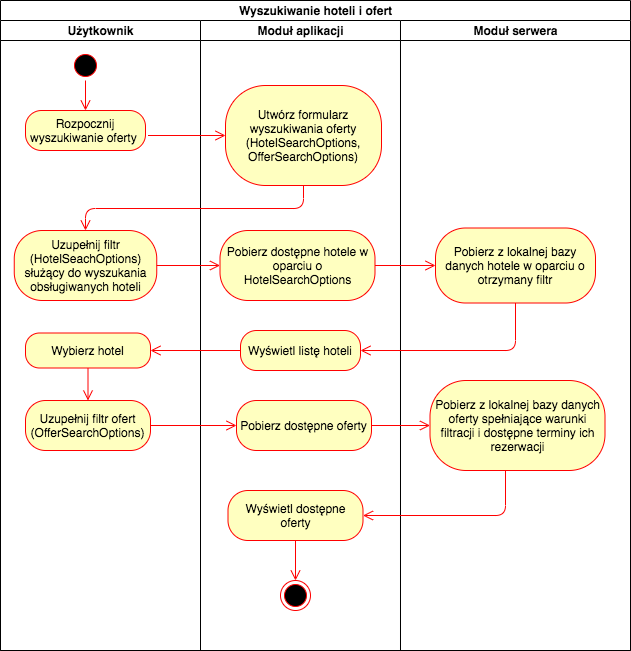 Wyszukiwanie hoteli i ofert
Użytkownik
Moduł aplikacji
Moduł serwera
Rozpocznij
wyszukiwanie oferty
Utwórz formularz
wyszukiwania oferty
(HotelSearchOptions,
OfferSearchOptions)
Uzupełnij filtr
(HotelSeachOptions)
służący do wyszukania
obsługiwanych hoteli
Pobierz dostępne hotele w
oparciu o
HotelSearchOptions
Pobierz z lokalnej bazy
danych hotele w oparciu o
otrzymany filtr
Wybierz hotel
Wyświetl listę hoteli
Uzupełnij filtr ofert
(OfferSearchOptions)
Pobierz dostępne oferty
Pobierz z lokalnej bazy danych
oferty spełniające warunki
filtracji i dostępne terminy ich
rezerwacji
Wyświetl dostępne
oferty